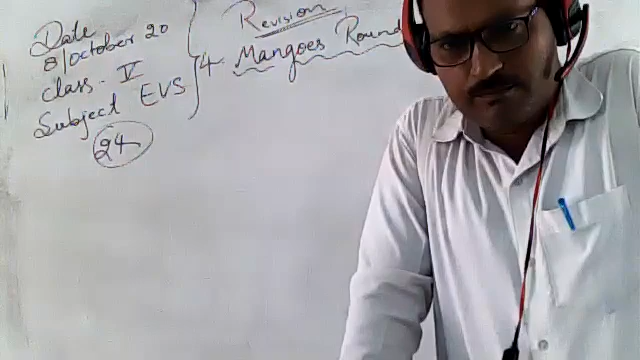 Date
8/october 20
class - V
Subject EVS
24
Revision
4- Mangoes Round